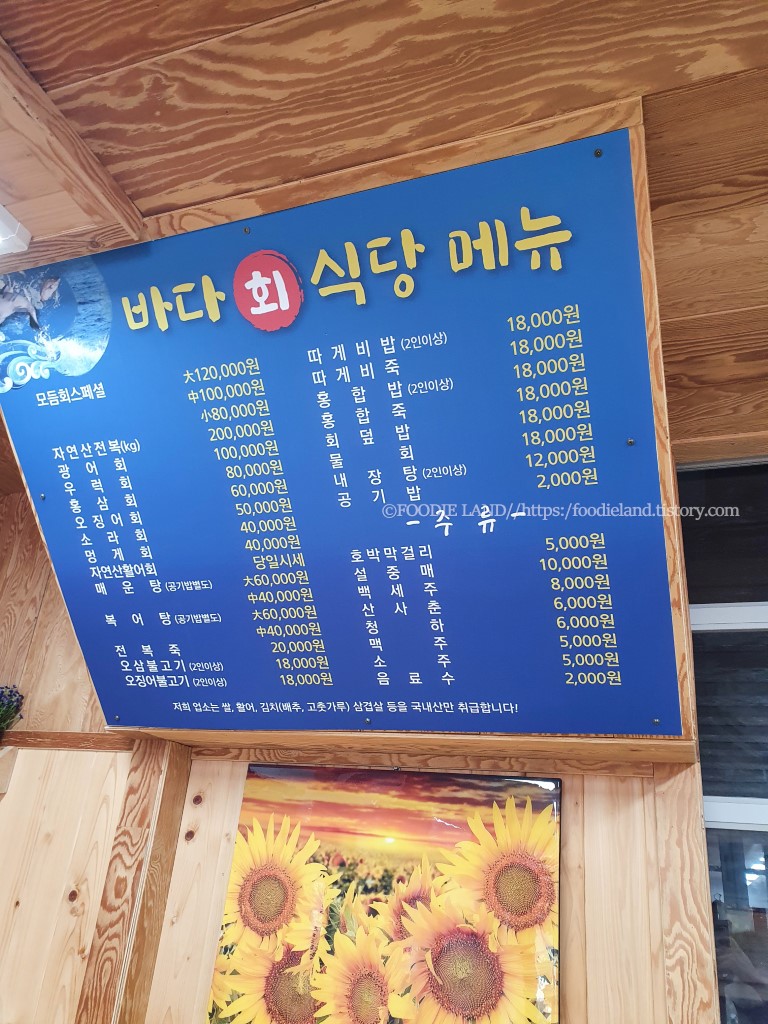 바다 회 식당 메뉴
모듬회스페셜 大120,000원
中100,000원
小80,000원
자연산전복(kg) 200,000원
광어회 100,000원
우럭회 80,000원
홍삼회 60,000원
오징어회 50,000원
소라회 40,000원
멍게회 40,000원
자연산활어회 당일시세
매운탕(공기밥별도) 大60,000원
中40,000원
복어탕(공기밥별도) 大60,000원
中40,000원
전복죽 20,000원
오삼불고기(2인이상) 18,000원
오징어불고기(2인이상) 18,000원
따게비밥(2인이상) 18,000원
따게비죽 18,000원
홍합밥(2인이상) 18,000원
홍합죽 18,000원
회덮밥 18,000원
물회 18,000원
내장탕(2인이상) 12,000원
공기밥 2,000원
©FOODIE LAND//https:/foodieland.tistory.com
- 주류 -
호박막걸리 5,000원
설중매 10,000원
백세주 8,000원
산사춘 6,000원
청하 6,000원
맥주 5,000원
소주 5,000원
음료수 2,000원
저희 업소는 쌀, 활어, 김치(배추, 고춧가루) 삼겹살 등을 국내산만 취급합니다!